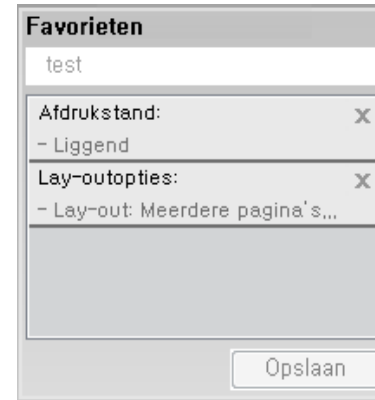 Favorieten
test
Afdrukstand: x
- Liggend
Lay-outopties: x
- Lay-out: Meerdere pagina's,,,
Opslaan